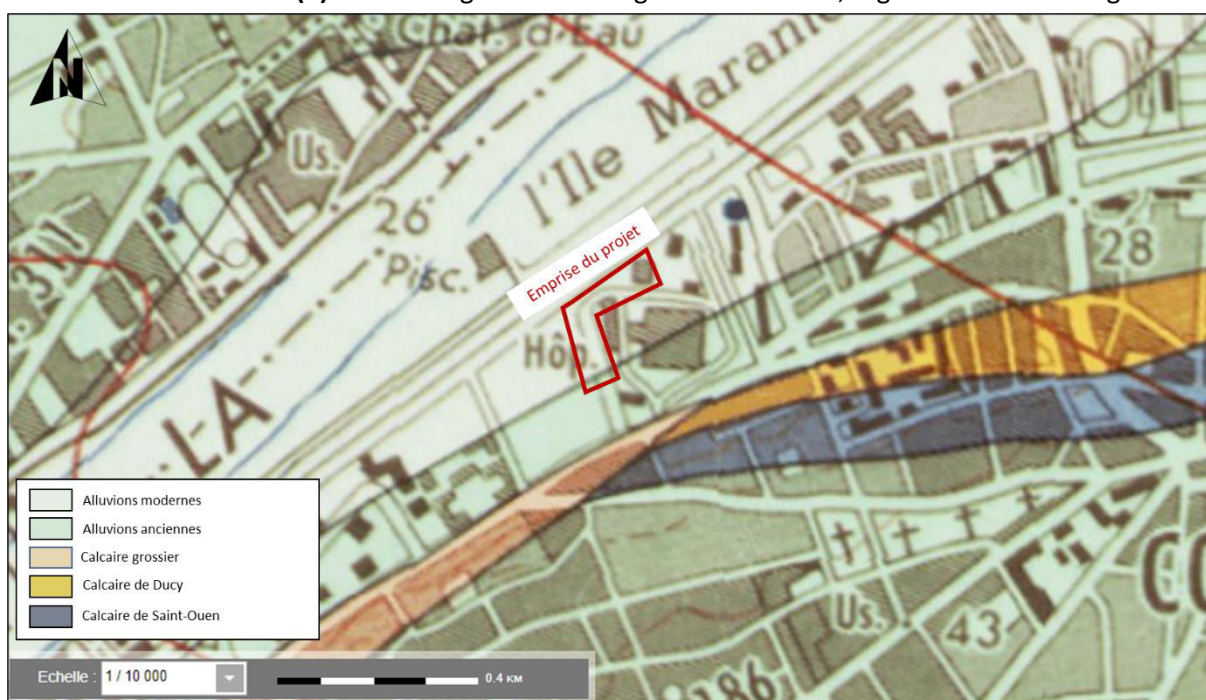 N
Chat. d'Eau
l'Ile Marant
Us.
26
Pisc.
Emprise du projet
28
Hôp.
LA
Alluvions modernes
Alluvions anciennes
Calcaire grossier
Calcaire de Ducy
Calcaire de Saint-Ouen
Us.
43
186
Echelle : 1 / 10 000
0.4 KM